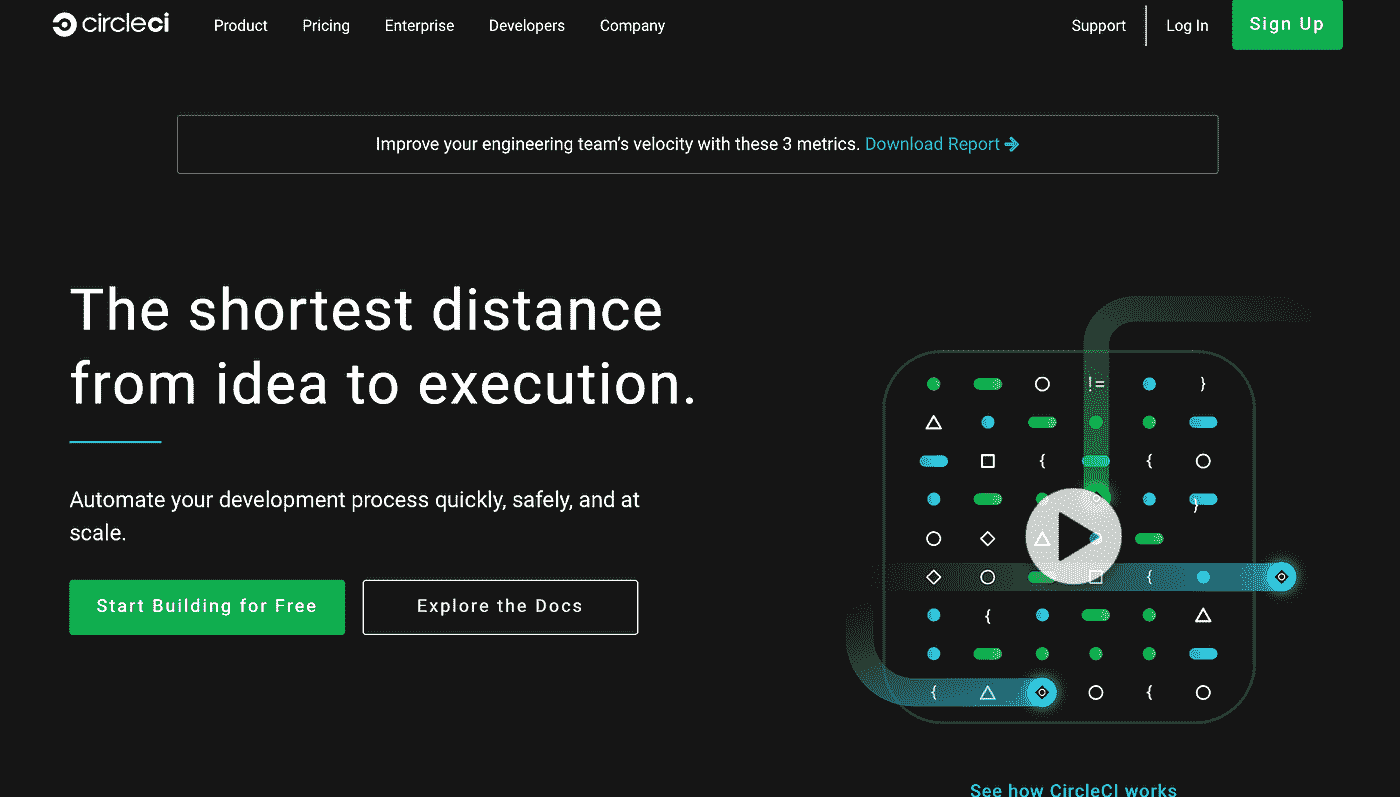 circleci
Product Pricing Enterprise Developers Company
Support Log In Sign Up
Improve your engineering team's velocity with these 3 metrics. Download Report
The shortest distance
from idea to execution.
Automate your development process quickly, safely, and at
scale.
Start Building for Free
Explore the Docs
!= }
{ {
}
{
{
{ {
See how CircleCI works